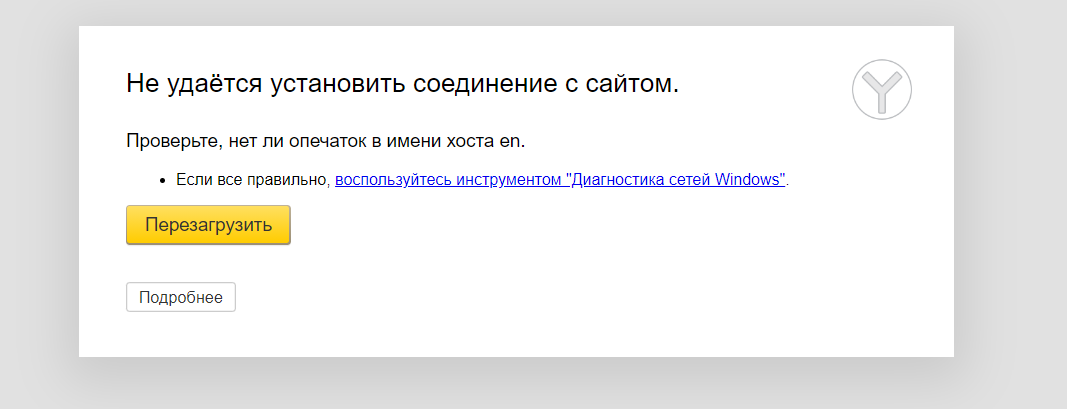 Не удаётся установить соединение с сайтом.
Проверьте, нет ли опечаток в имени хоста en.
Если все правильно, воспользуйтесь инструментом "Диагностика сетей Windows".
Перезагрузить
Подробнее